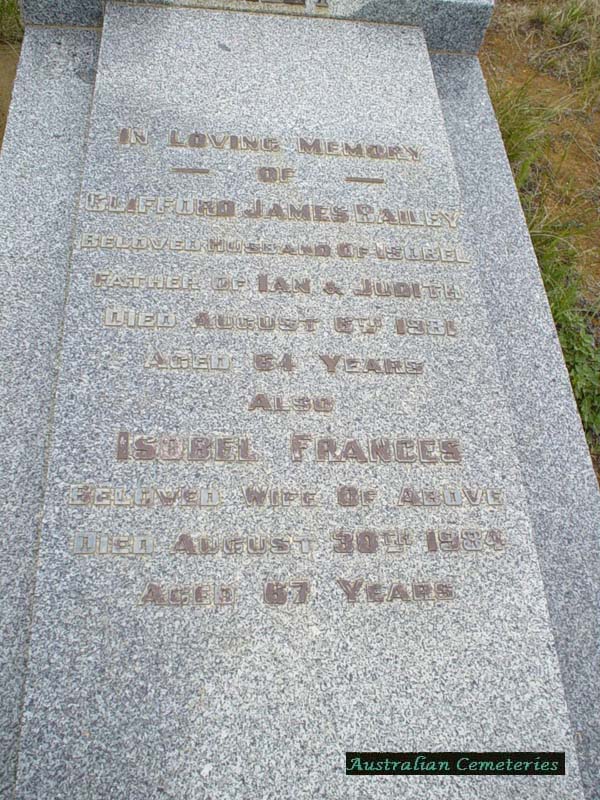 In Loving Memory
of
Clifford James Bailey
Beloved Husband Of Isobel
Father of Ian & Judith
Died August 6th 1981
Aged 64 Years
Also
Isobel Frances
Beloved Wife Of Above
Died August 30th 1984
Aged 67 Years
Australian Cemeteries